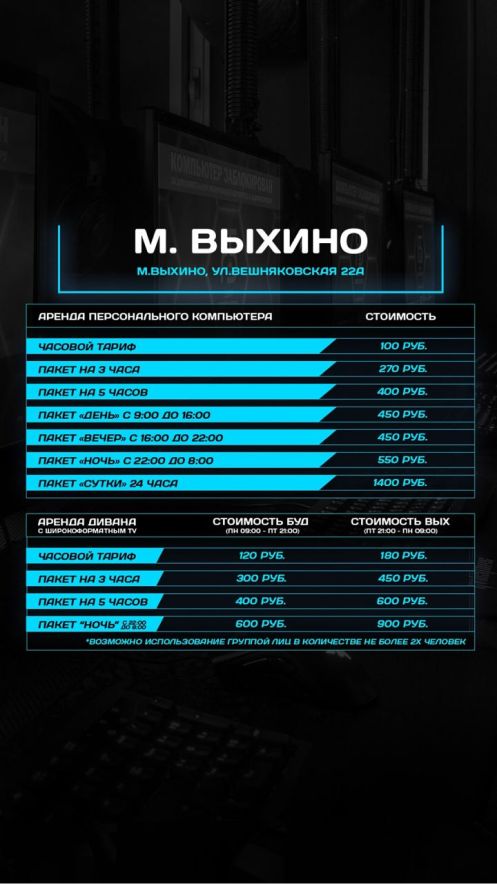 КОМПЬЮТЕР ЗАБЛОКИРОВАН
М. ВЫХИНО
М.ВЫХИНО, УЛ.ВЕШНЯКОВСКАЯ 22А
АРЕНДА ПЕРСОНАЛЬНОГО КОМПЬЮТЕРА СТОИМОСТЬ
ЧАСОВОЙ ТАРИФ 100 РУБ.
ПАКЕТ НА 3 ЧАСА 270 РУБ.
ПАКЕТ НА 5 ЧАСОВ 400 РУБ.
ПАКЕТ «ДЕНЬ» С 9:00 ДО 16:00 450 РУБ.
ПАКЕТ «ВЕЧЕР» С 16:00 ДО 22:00 450 РУБ.
ПАКЕТ «НОЧЬ» С 22:00 ДО 8:00 550 РУБ.
ПАКЕТ «СУТКИ» 24 ЧАСА 1400 РУБ.
АРЕНДА ДИВАНА СТОИМОСТЬ БУД СТОИМОСТЬ ВЫХ
С ШИРОКОФОРМАТНЫМ TV (ПН 09:00 - ПТ 21:00) (ПТ 21:00 - ПН 09:00)
ЧАСОВОЙ ТАРИФ 120 РУБ. 180 РУБ.
ПАКЕТ НА 3 ЧАСА 300 РУБ. 450 РУБ.
ПАКЕТ НА 5 ЧАСОВ 400 РУБ. 600 РУБ.
ПАКЕТ "НОЧЬ" 600 РУБ. 900 РУБ.
*ВОЗМОЖНО ИСПОЛЬЗОВАНИЕ ГРУППОЙ ЛИЦ В КОЛИЧЕСТВЕ НЕ БОЛЕЕ 2Х ЧЕЛОВЕК